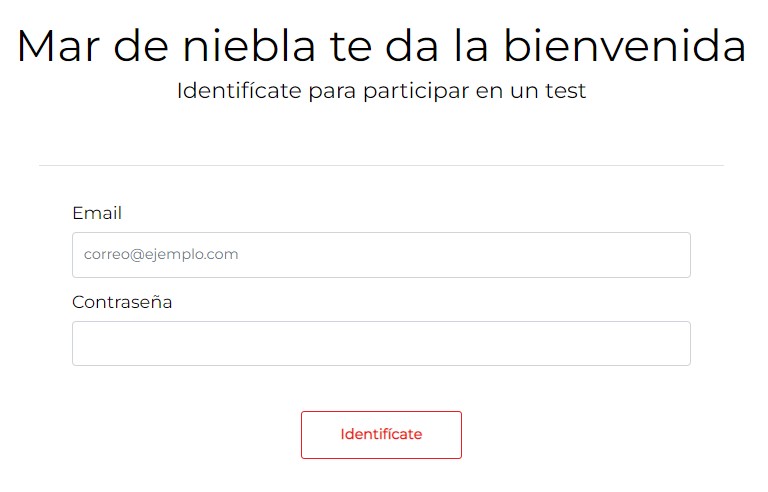 Mar de niebla te da la bienvenida
Identifícate para participar en un test
Email
correo@ejemplo.com
Contraseña
Identifícate